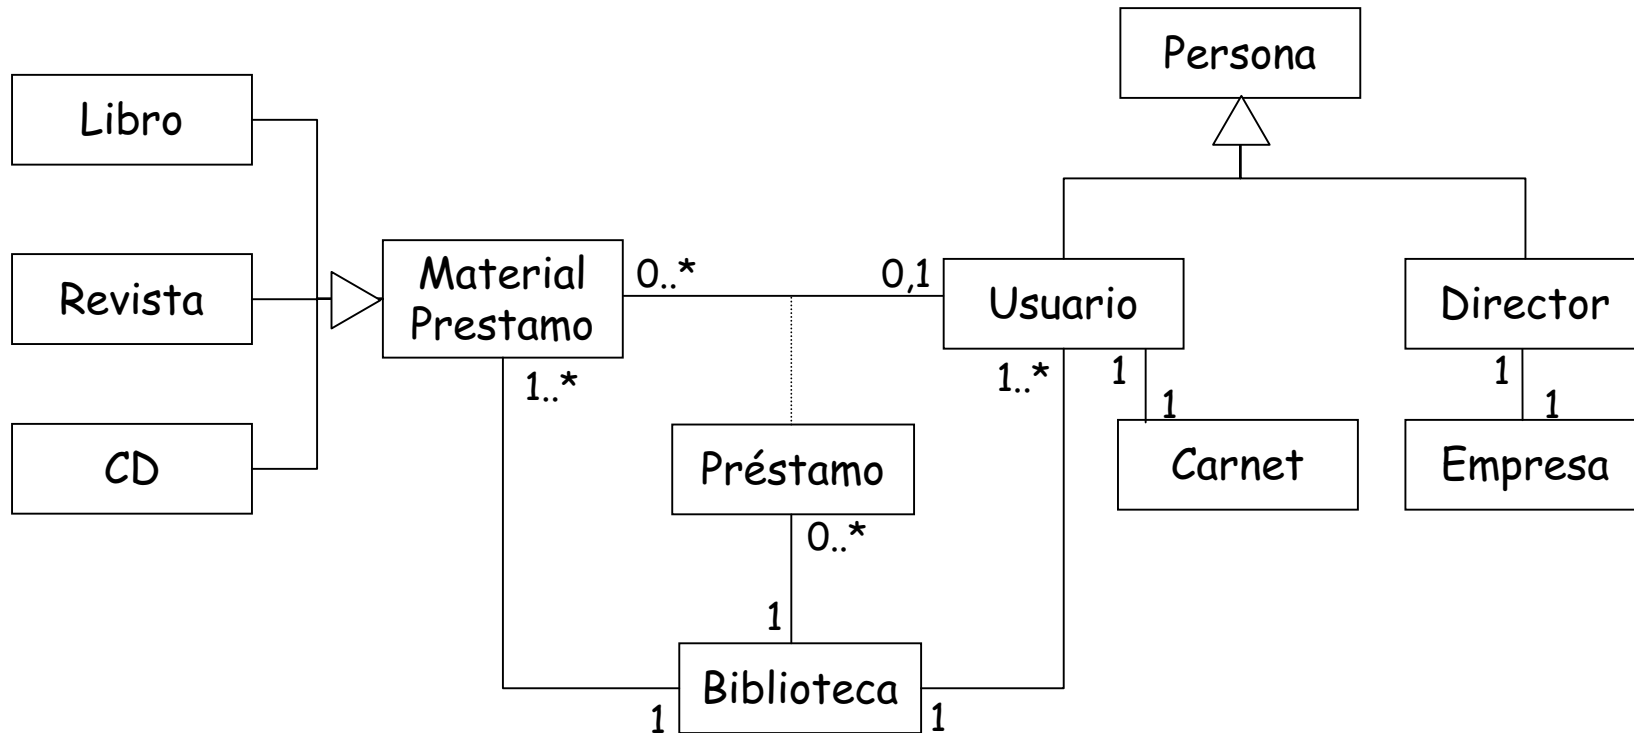 Persona
Libro
Revista
CD
Material
Prestamo
0..*
0,1
Usuario
Director
1..*
1..*
1
1
1
1
Préstamo
Carnet
Empresa
0..*
1
Biblioteca
1
1